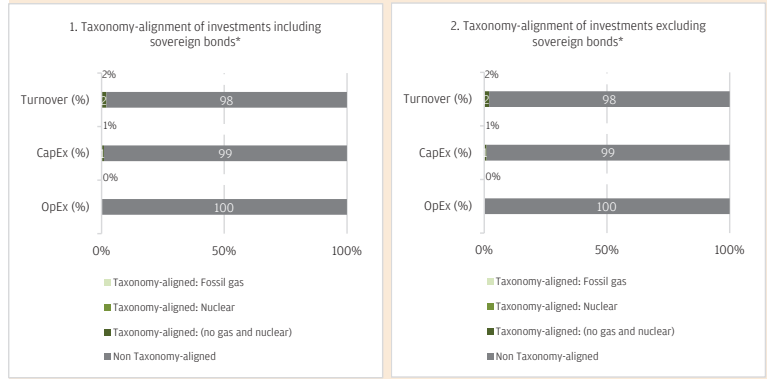 1. Taxonomy-alignment of investments including
sovereign bonds*
2%
Turnover (%)
2
98
1%
CapEx (%)
1
99
0%
OpEx (%)
100
0%
50%
100%
Taxonomy-aligned: Fossil gas
Taxonomy-aligned: Nuclear
Taxonomy-aligned: (no gas and nuclear)
Non Taxonomy-aligned
2. Taxonomy-alignment of investments excluding
sovereign bonds*
2%
Turnover (%)
2
98
1%
CapEx (%)
1
99
0%
OpEx (%)
100
0%
50%
100%
Taxonomy-aligned: Fossil gas
Taxonomy-aligned: Nuclear
Taxonomy-aligned: (no gas and nuclear)
Non Taxonomy-aligned